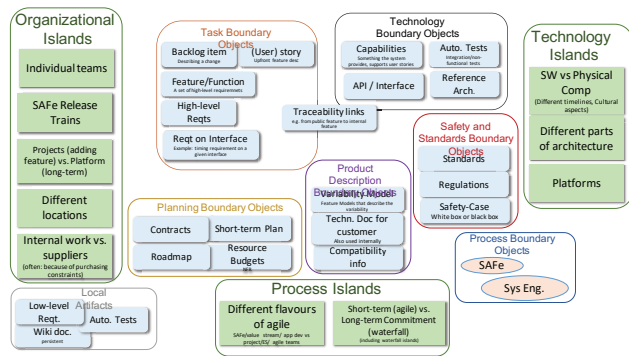 Organizational
Islands
Individual teams
SAFe Release
Trains
Projects (adding
feature) vs. Platform
(long-term)
Different
locations
Internal work vs.
suppliers
(often: because of purchasing
constraints)
Task Boundary
Objects
Backlog item
Describing a change
(User) story
Upfront feature desc
Feature/Function
A set of high-level requirements
High-level
Reqts
Traceability links
e.g. from public feature to internal
feature
Reqt on Interface
Example: timing requirement on a
given interface
Technology
Boundary Objects
Capabilities
Something the system
provides, supports user stories
Auto. Tests
Integration/non-
functional tests
API / Interface
Reference
Arch.
Technology
Islands
SW vs Physical
Comp
(Different timelines, Cultural
aspects)
Different parts
of architecture
Platforms
Safety and
Standards Boundary
Objects
Standards
Regulations
Safety-Case
White box or black box
Product
Description
Boundary Objects
Variability Model
Feature Models that describe the
variability
Techn. Doc for
customer
Also used internally
Compatibility
info
Planning Boundary Objects
Contracts
Short-term Plan
Roadmap
Resource
Budgets
Process Boundary
Objects
SAFe
Sys Eng.
Local
Artifacts
Low-level
Reqt.
Auto. Tests
Wiki doc.
persistent
Process Islands
Different flavours
of agile
SAFe/value stream/ app dev vs
project/ES/ agile teams
Short-term (agile) vs.
Long-term Commitment
(waterfall)
(including waterfall islands)